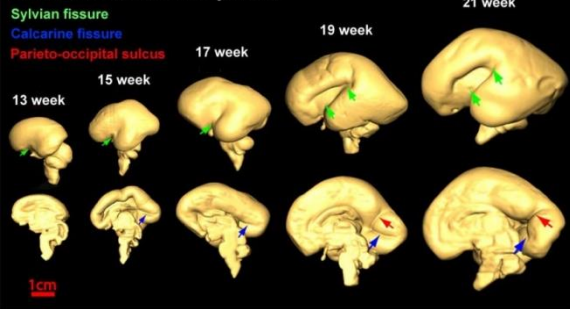 Sylvian fissure
Calcarine fissure
Parieto-occipital sulcus
13 week
15 week
17 week
19 week
21 week
1cm